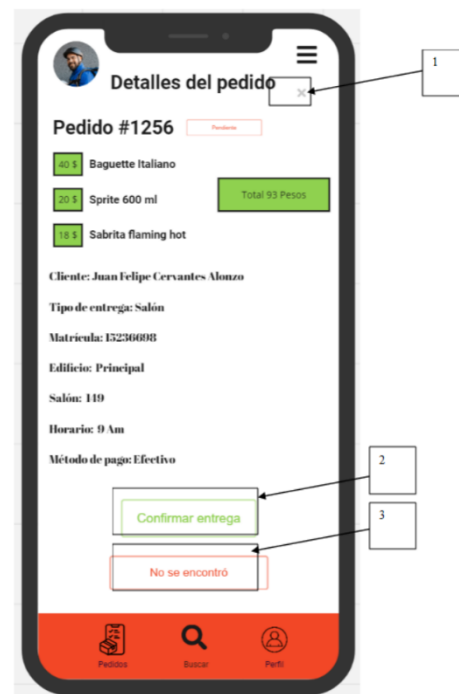 1
Detalles del pedido
×
Pedido #1256
Pendiente
40 $ Baguette Italiano
20 $ Sprite 600 ml
Total 93 Pesos
18 $ Sabrita flaming hot
Cliente: Juan Felipe Cervantes Alonzo
Tipo de entrega: Salón
Matrícula: 15236698
Edificio: Principal
Salón: 149
Horario: 9 Am
Método de pago: Efectivo
2
Confirmar entrega
3
No se encontró
Pedidos
Buscar
Perfil